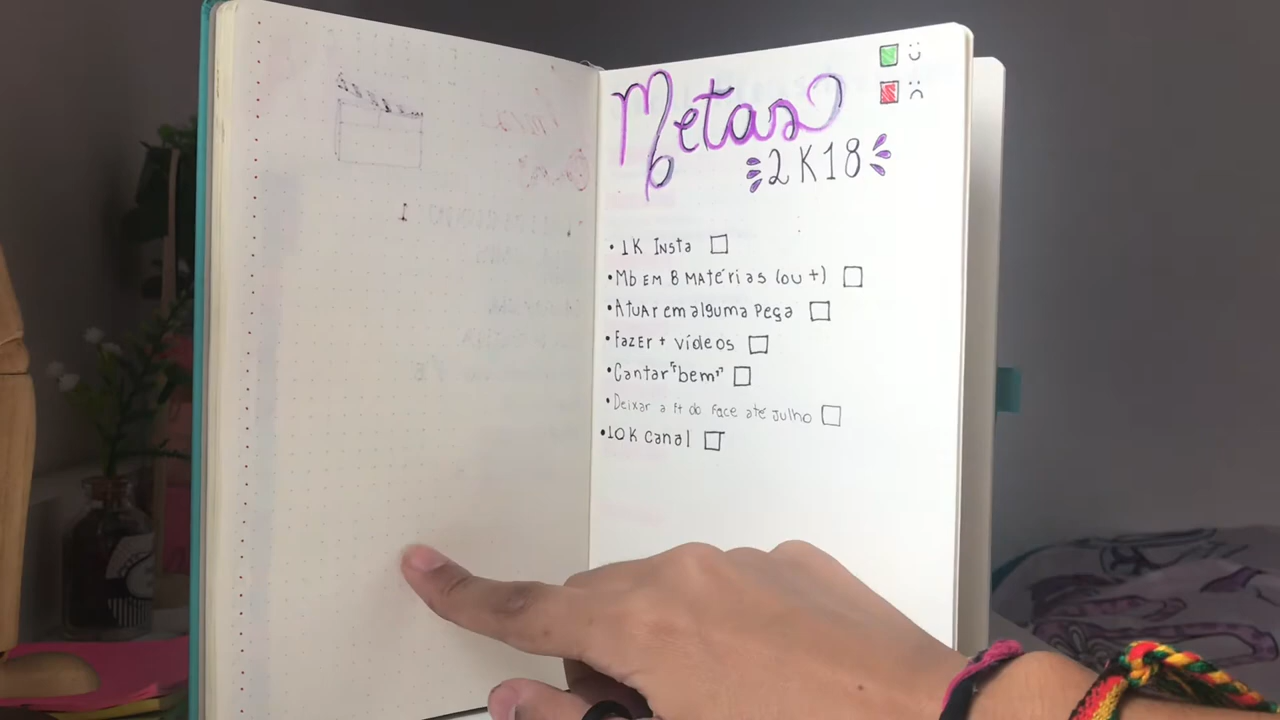 Metas
2K18
• 1K Insta
• Mb EM 8 MAtérias (ou +)
• Atuar em alguma Peça
• Fazer + vídeos
• Cantar "bem"
• Deixar a ft do face até Julho
• 10K canal